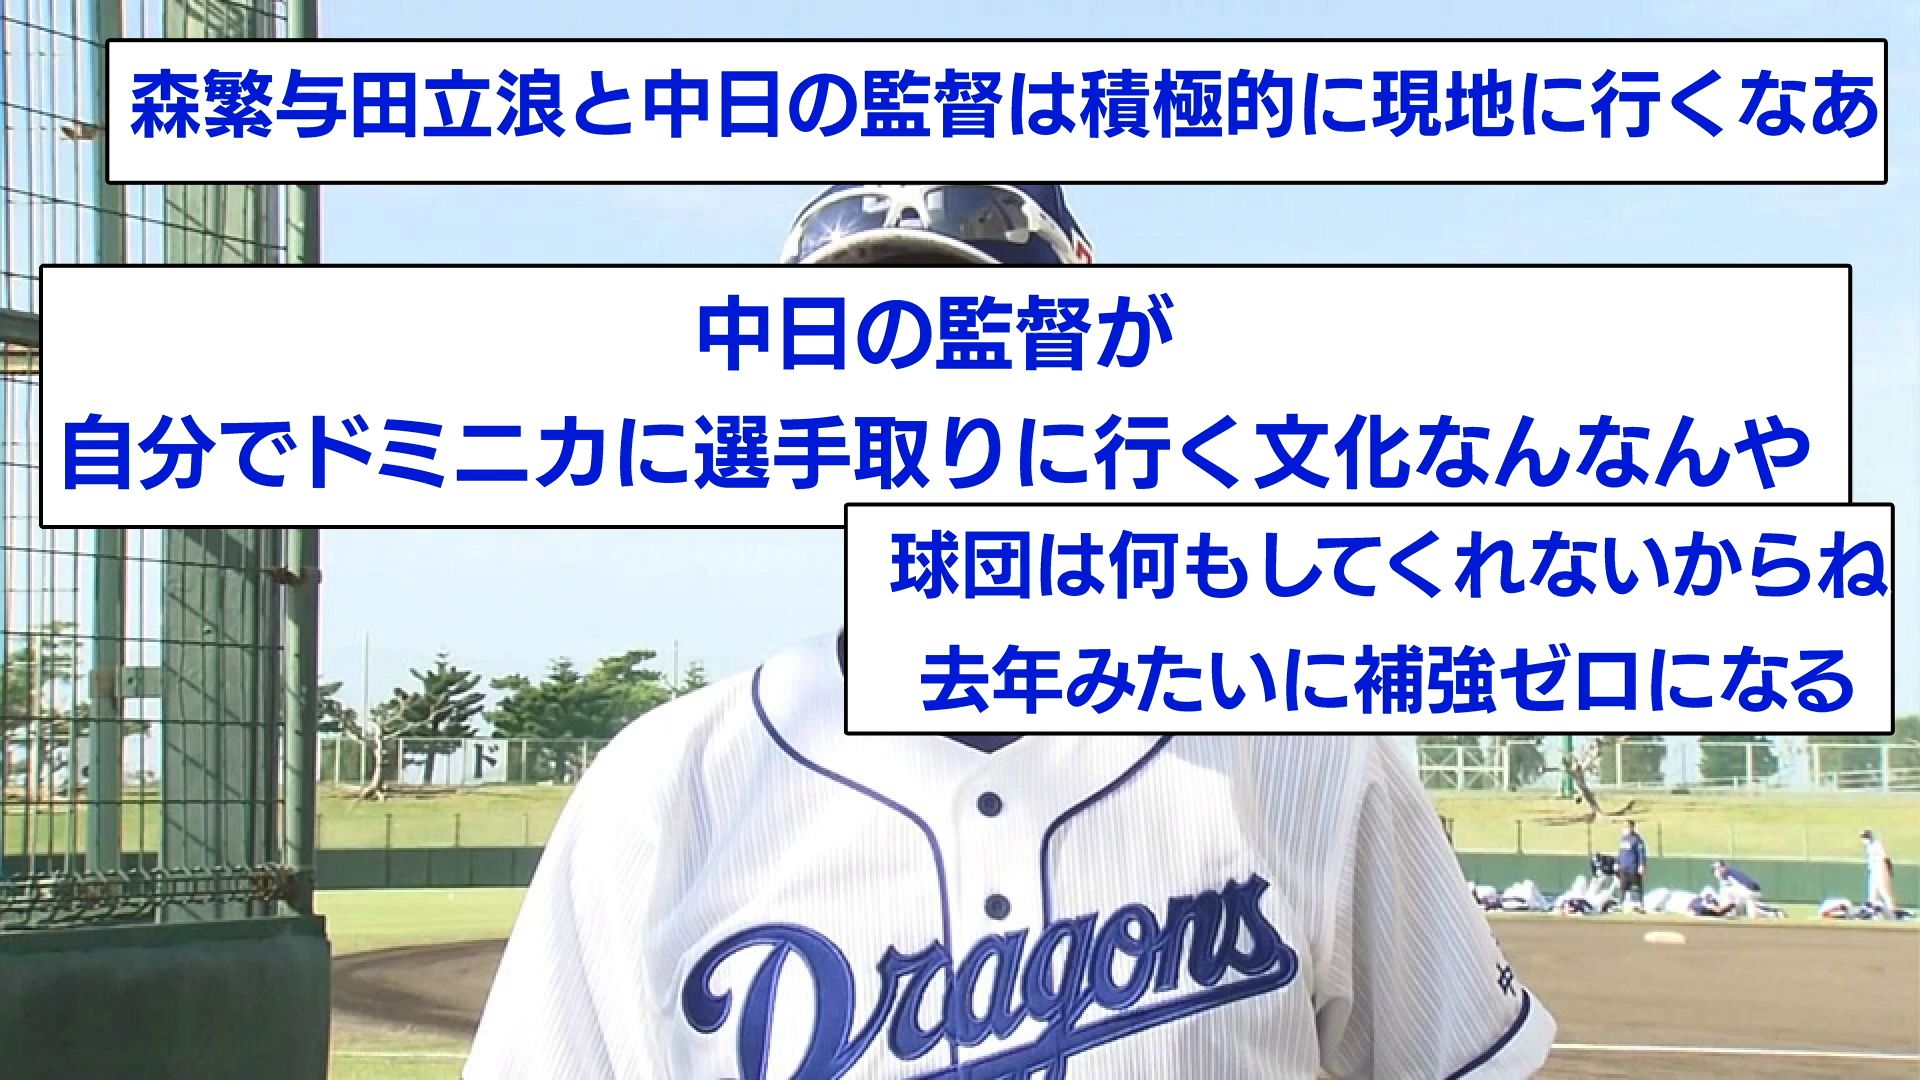 森繁与田立浪と中日の監督は積極的に現地に行くなあ
中日の監督が
自分でドミニカに選手取りに行く文化なんなんや
球団は何もしてくれないからね
去年みたいに補強ゼロになる
ド
Dragons